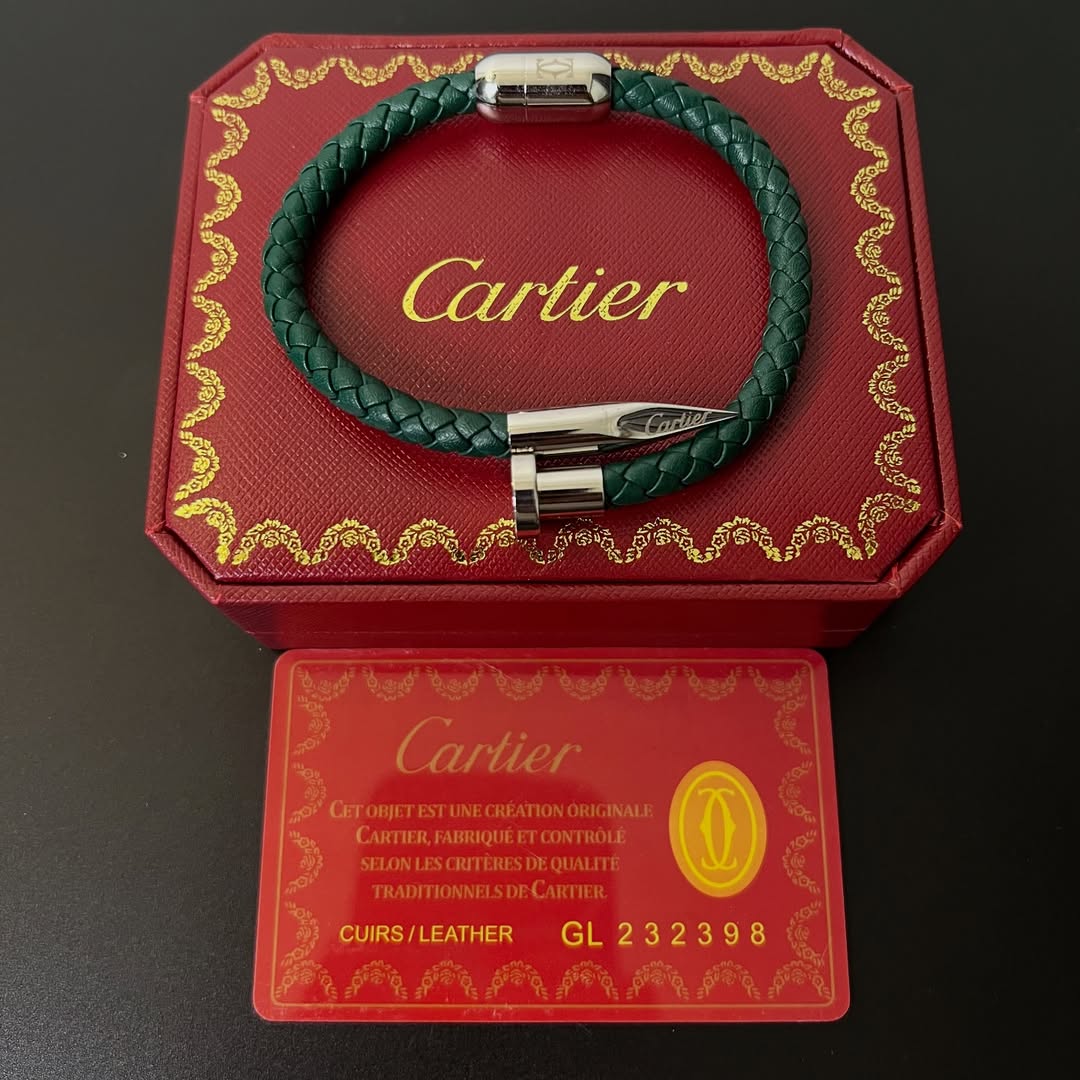 Cartier
Cartier
Cartier
CET OBJET EST UNE CRÉATION ORIGINALE
CARTIER, FABRIQUÉ ET CONTRÔLÉ
SELON LES CRITÈRES DE QUALITÉ
TRADITIONNELS DE CARTIER.
CUIRS / LEATHER GL 232398